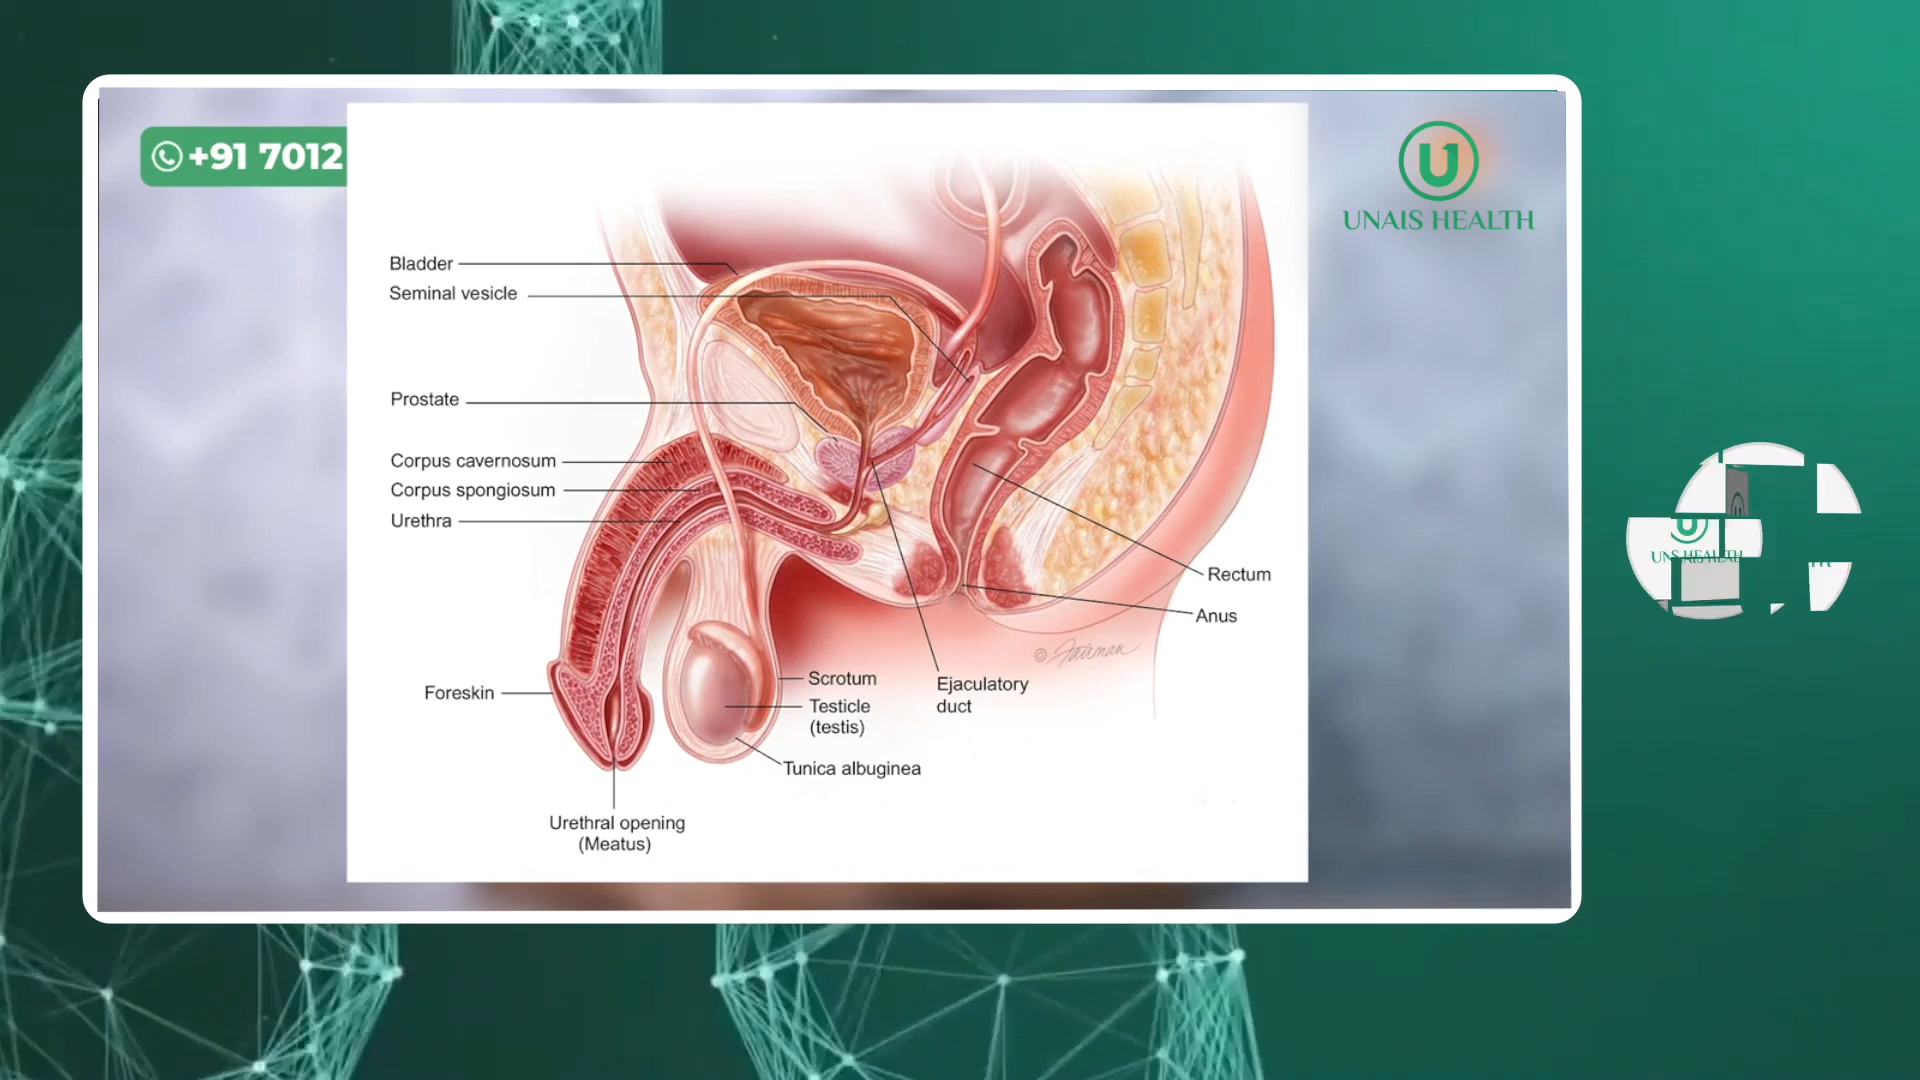 +91 7012
UNAIS HEALTH
Bladder
Seminal vesicle
Prostate
Corpus cavernosum
Corpus spongiosum
Urethra
Rectum
Anus
Foreskin
Scrotum
Testicle
(testis)
Ejaculatory
duct
Tunica albuginea
Urethral opening
(Meatus)
© Fairman